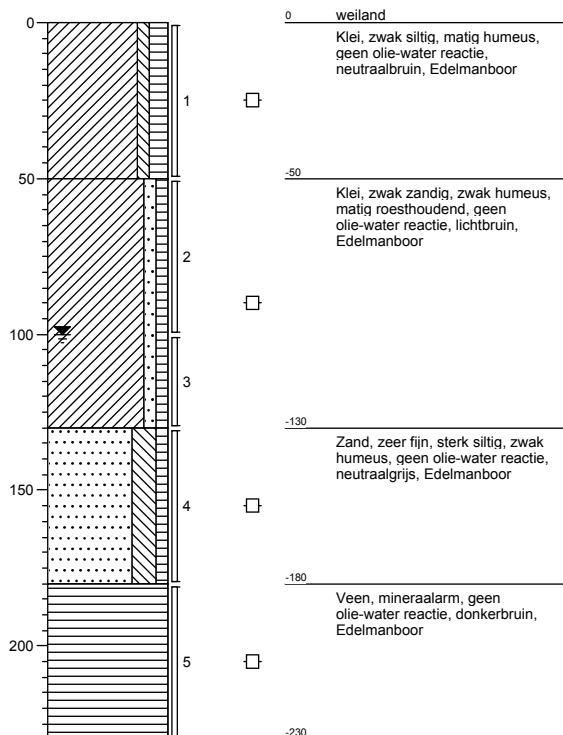 0
0 weiland
Klei, zwak siltig, matig humeus,
geen olie-water reactie,
neutraalbruin, Edelmanboor
1
50
-50
Klei, zwak zandig, zwak humeus,
matig roesthoudend, geen
olie-water reactie, lichtbruin,
Edelmanboor
2
100
3
-130
Zand, zeer fijn, sterk siltig, zwak
humeus, geen olie-water reactie,
neutraalgrijs, Edelmanboor
150
4
-180
Veen, mineraalarm, geen
olie-water reactie, donkerbruin,
Edelmanboor
200
5
-230